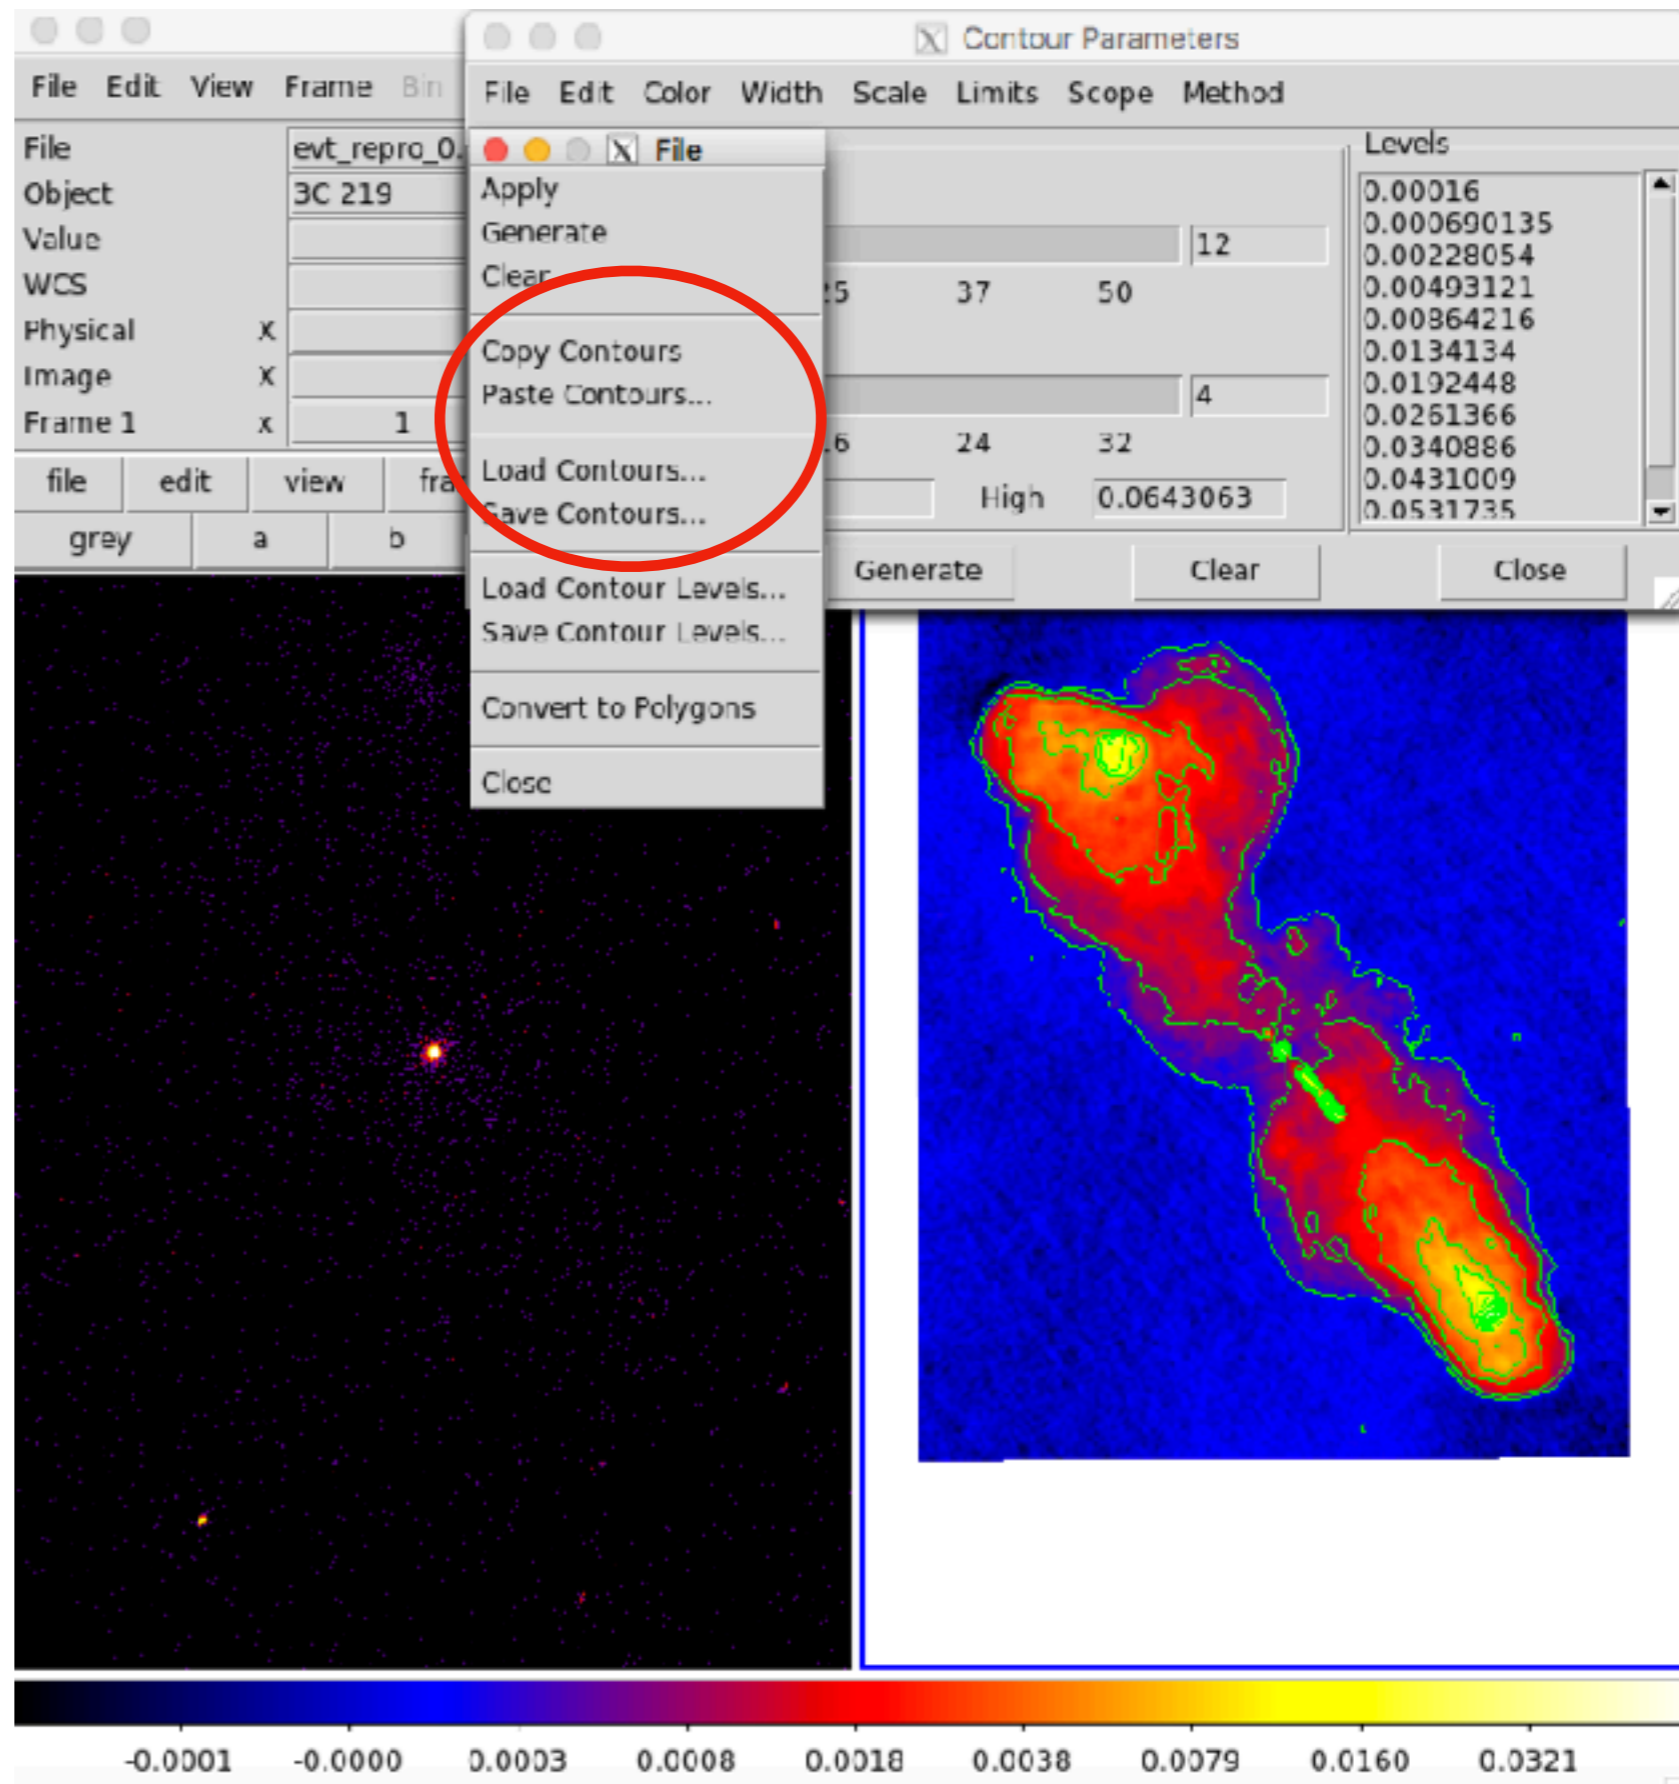 Contour Parameters
File Edit View Frame Bin
File Edit Color Width Scale Limits Scope Method
File evt_repro_0.
Object 3C 219
Value
WCS
Physical X
Image X
Frame 1 x 1
file edit view fra
grey a b
File
Apply
Generate
Clear
Copy Contours
Paste Contours...
Load Contours...
Save Contours...
Load Contour Levels...
Save Contour Levels...
Convert to Polygons
Close
12
25 37 50
4
16 24 32
High 0.0643063
Levels
0.00016
0.000690135
0.00228054
0.00493121
0.00864216
0.0134134
0.0192448
0.0261366
0.0340886
0.0431009
0.0531735
Generate Clear Close
-0.0001 -0.0000 0.0003 0.0008 0.0018 0.0038 0.0079 0.0160 0.0321